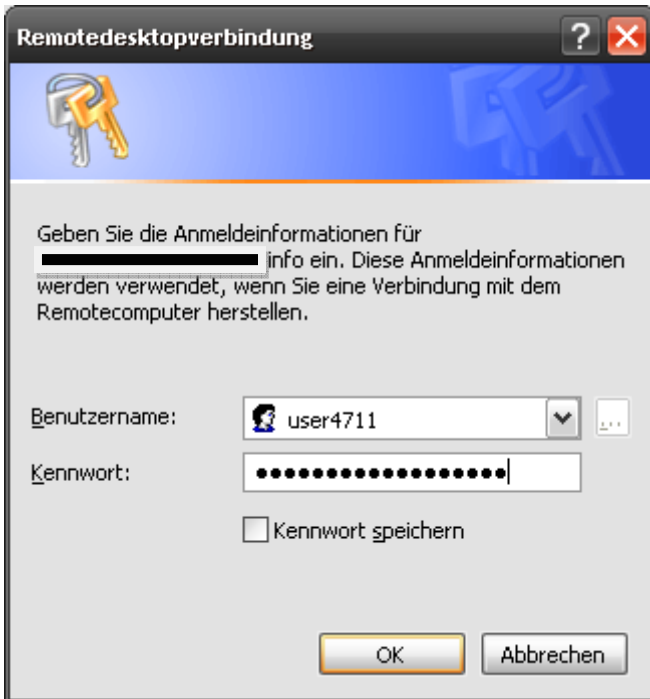 Remotedesktopverbindung
Geben Sie die Anmeldeinformationen für
info ein. Diese Anmeldeinformationen
werden verwendet, wenn Sie eine Verbindung mit dem
Remotecomputer herstellen.
Benutzername: user4711 ...
Kennwort: ●●●●●●●●●●●●●●●●●●
Kennwort speichern
OK Abbrechen